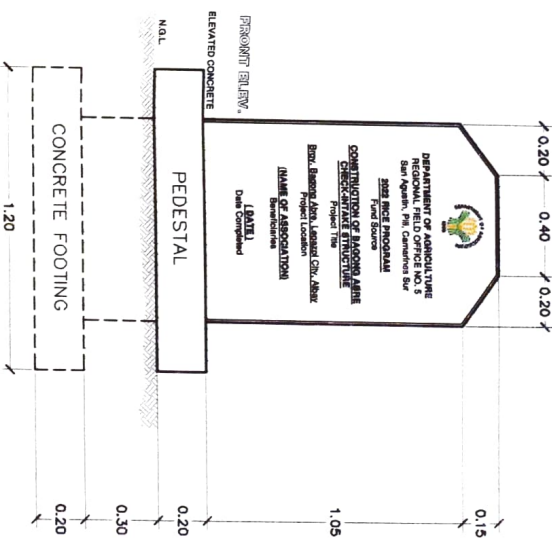 0.20
0.40
0.20
DEPARTMENT OF AGRICULTURE
REGIONAL FIELD OFFICE NO. 5
San Agustin, Pili, Camarines Sur
2022 RICE PROGRAM
Fund Source
CONSTRUCTION OF BAGONG ABRE
CHECK-INTAKE STRUCTURE
Project Title
Brgy. Bagong Abre, Legazpi City, Albay
Project Location
(NAME OF ASSOCIATION)
Beneficiaries
(DATE)
Date Completed
0.15
1.05
0.20
0.30
0.20
ELEVATED CONCRETE
PEDESTAL
N.G.L
CONCRETE FOOTING
1.20
FRONT ELEV.